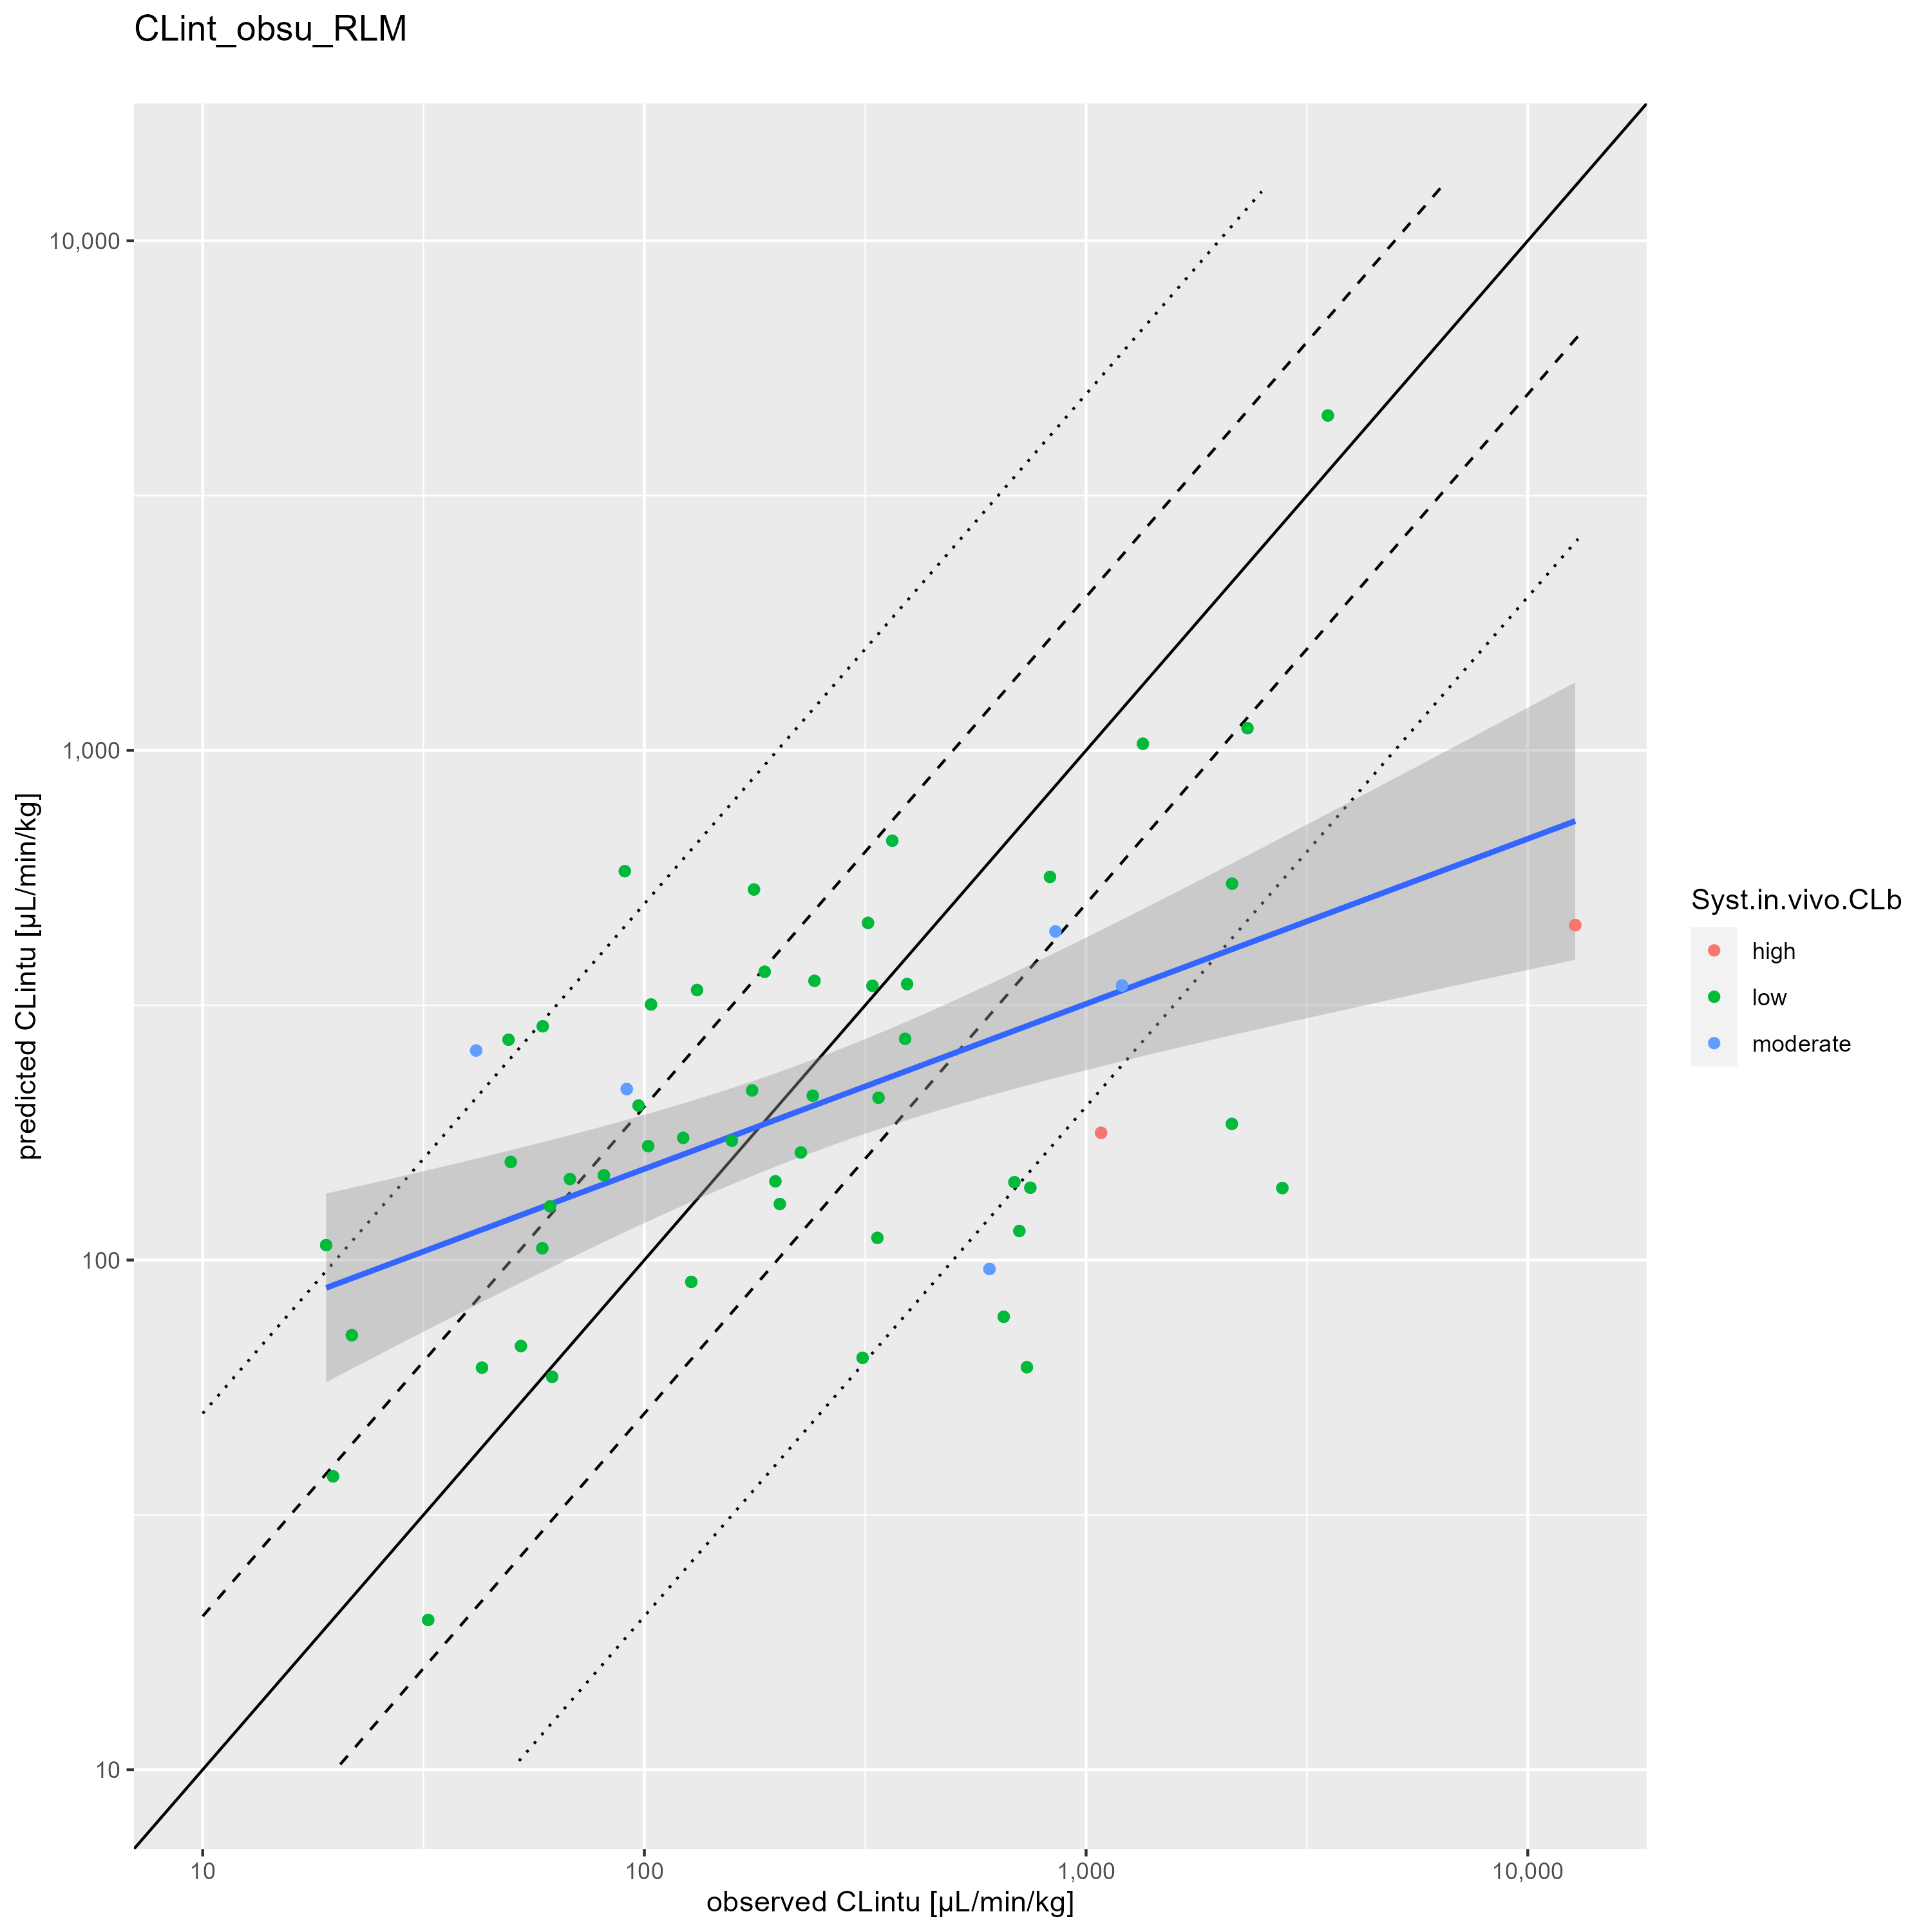 CLint_obsu_RLM
10,000
1,000
100
10
predicted CLintu [µL/min/kg]
10
100
1,000
10,000
observed CLintu [µL/min/kg]
Syst.in.vivo.CLb
high
low
moderate